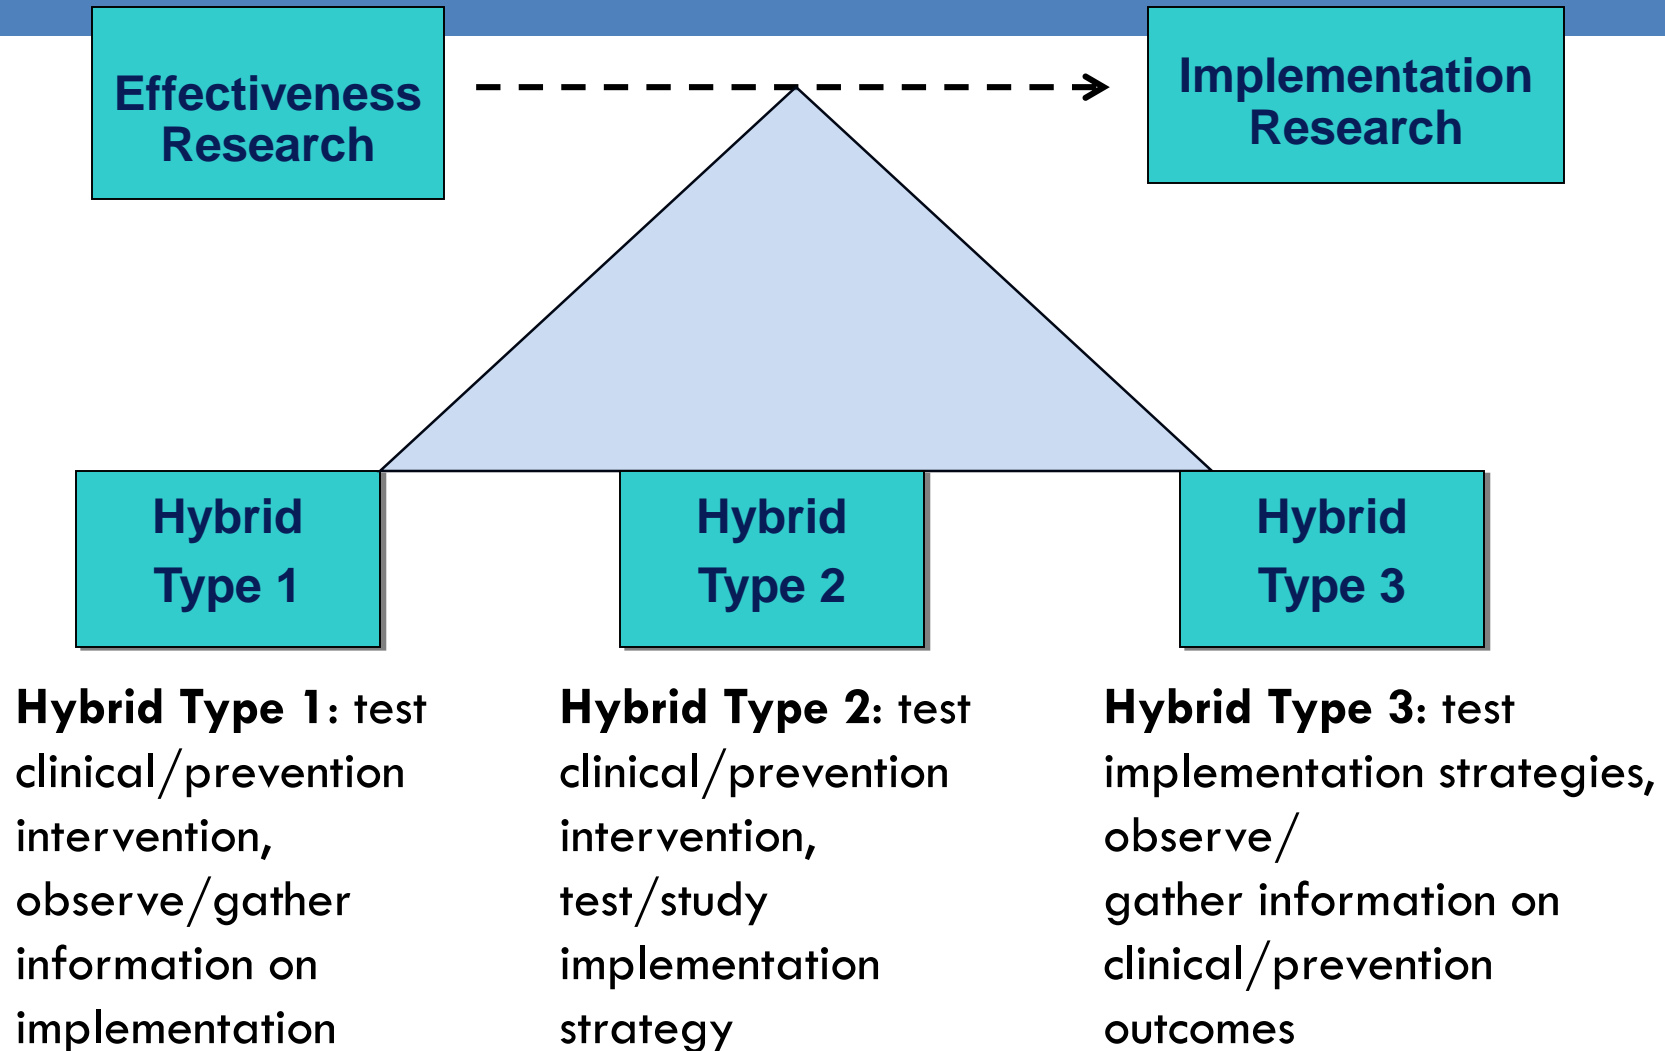 Effectiveness
Research
Implementation
Research
Hybrid
Type 1
Hybrid
Type 2
Hybrid
Type 3
Hybrid Type 1: test
clinical/prevention
intervention,
observe/gather
information on
implementation
Hybrid Type 2: test
clinical/prevention
intervention,
test/study
implementation
strategy
Hybrid Type 3: test
implementation strategies,
observe/
gather information on
clinical/prevention
outcomes